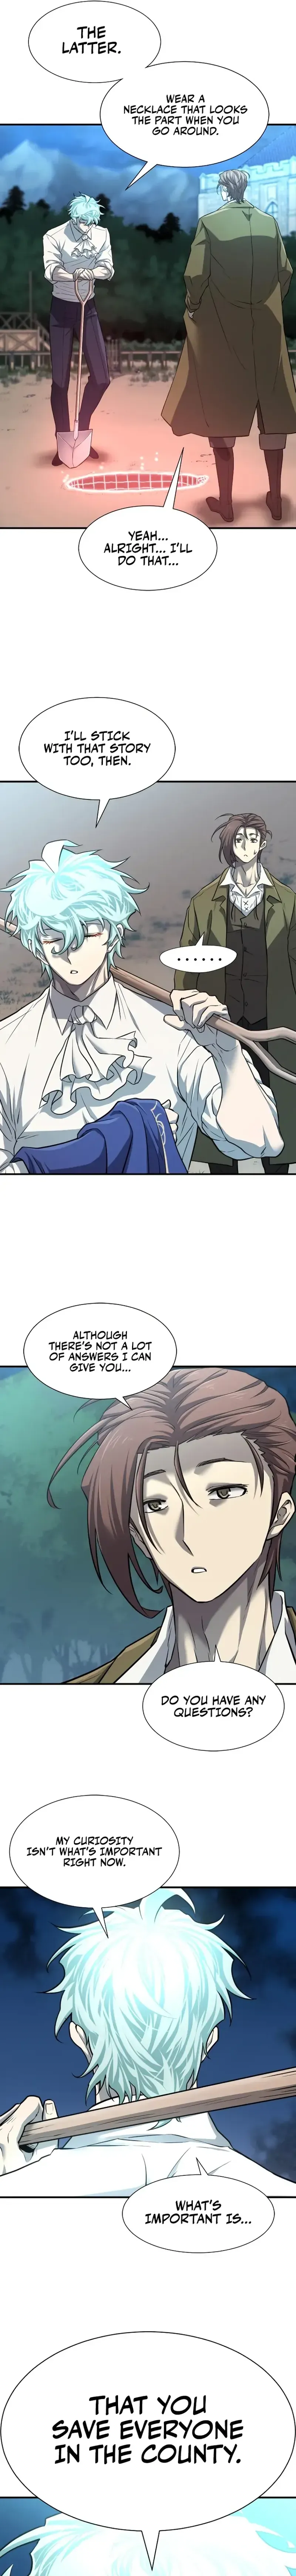 THE
LATTER.
WEAR A
NECKLACE THAT LOOKS
THE PART WHEN YOU
GO AROUND.
YEAH...
ALRIGHT... I'LL
DO THAT...
I'LL STICK
WITH THAT STORY
TOO, THEN.
......
ALTHOUGH
THERE'S NOT A LOT
OF ANSWERS I CAN
GIVE YOU...
DO YOU HAVE ANY
QUESTIONS?
MY CURIOSITY
ISN'T WHAT'S IMPORTANT
RIGHT NOW.
WHAT'S
IMPORTANT IS...
THAT YOU
SAVE EVERYONE
IN THE COUNTY.